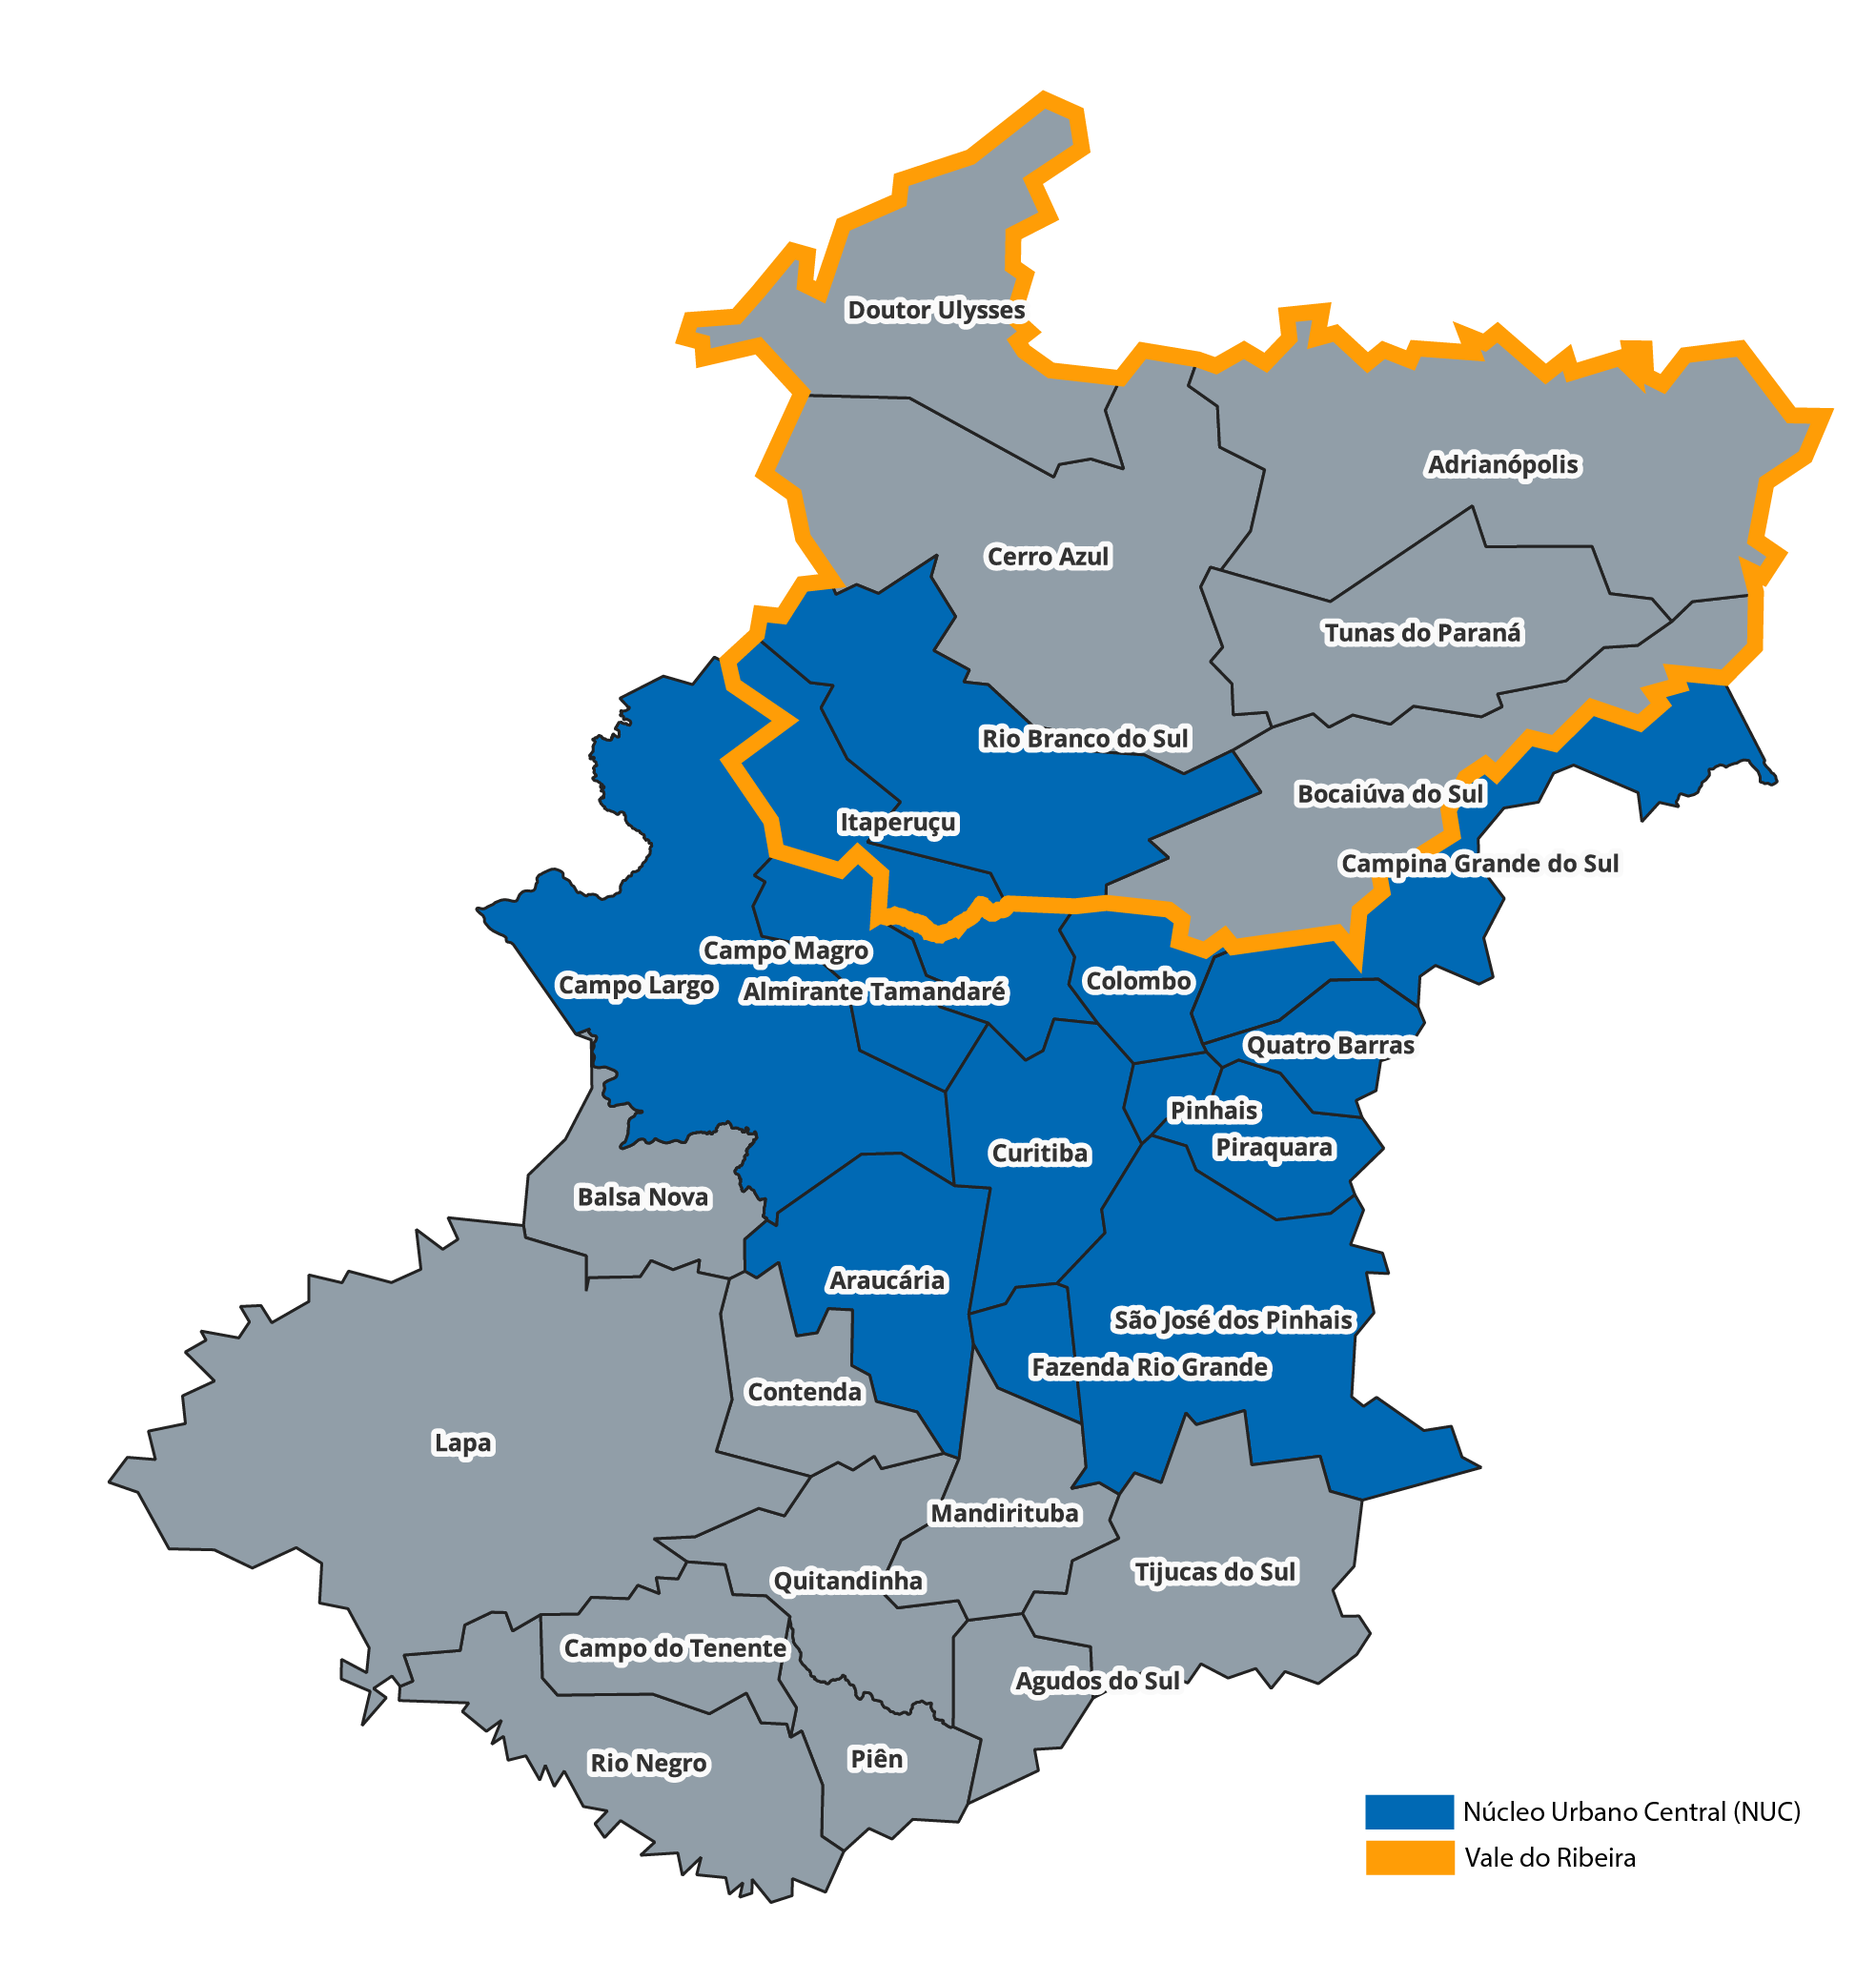 Doutor Ulysses
Adrianópolis
Cerro Azul
Tunas do Paraná
Rio Branco do Sul
Bocaiúva do Sul
Itaperuçu
Campina Grande do Sul
Campo Magro
Colombo
Campo Largo
Almirante Tamandaré
Quatro Barras
Pinhais
Piraquara
Curitiba
Balsa Nova
Araucária
São José dos Pinhais
Fazenda Rio Grande
Contenda
Lapa
Mandirituba
Tijucas do Sul
Quitandinha
Campo do Tenente
Agudos do Sul
Piên
Rio Negro
Núcleo Urbano Central (NUC)
Vale do Ribeira